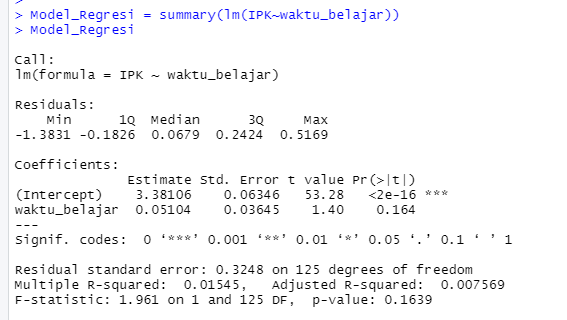 >
> Model_Regresi = summary(lm(IPK~waktu_belajar))
> Model_Regresi

Call:
lm(formula = IPK ~ waktu_belajar)

Residuals:
    Min      1Q  Median      3Q     Max
-1.3831 -0.1826  0.0679  0.2424  0.5169

Coefficients:
              Estimate Std. Error t value Pr(>|t|)
(Intercept)    3.38106    0.06346   53.28   <2e-16 ***
waktu_belajar  0.05104    0.03645    1.40    0.164
---
Signif. codes:  0 ‘***’ 0.001 ‘**’ 0.01 ‘*’ 0.05 ‘.’ 0.1 ‘ ’ 1

Residual standard error: 0.3248 on 125 degrees of freedom
Multiple R-squared:  0.01545,	Adjusted R-squared:  0.007569
F-statistic: 1.961 on 1 and 125 DF,  p-value: 0.1639